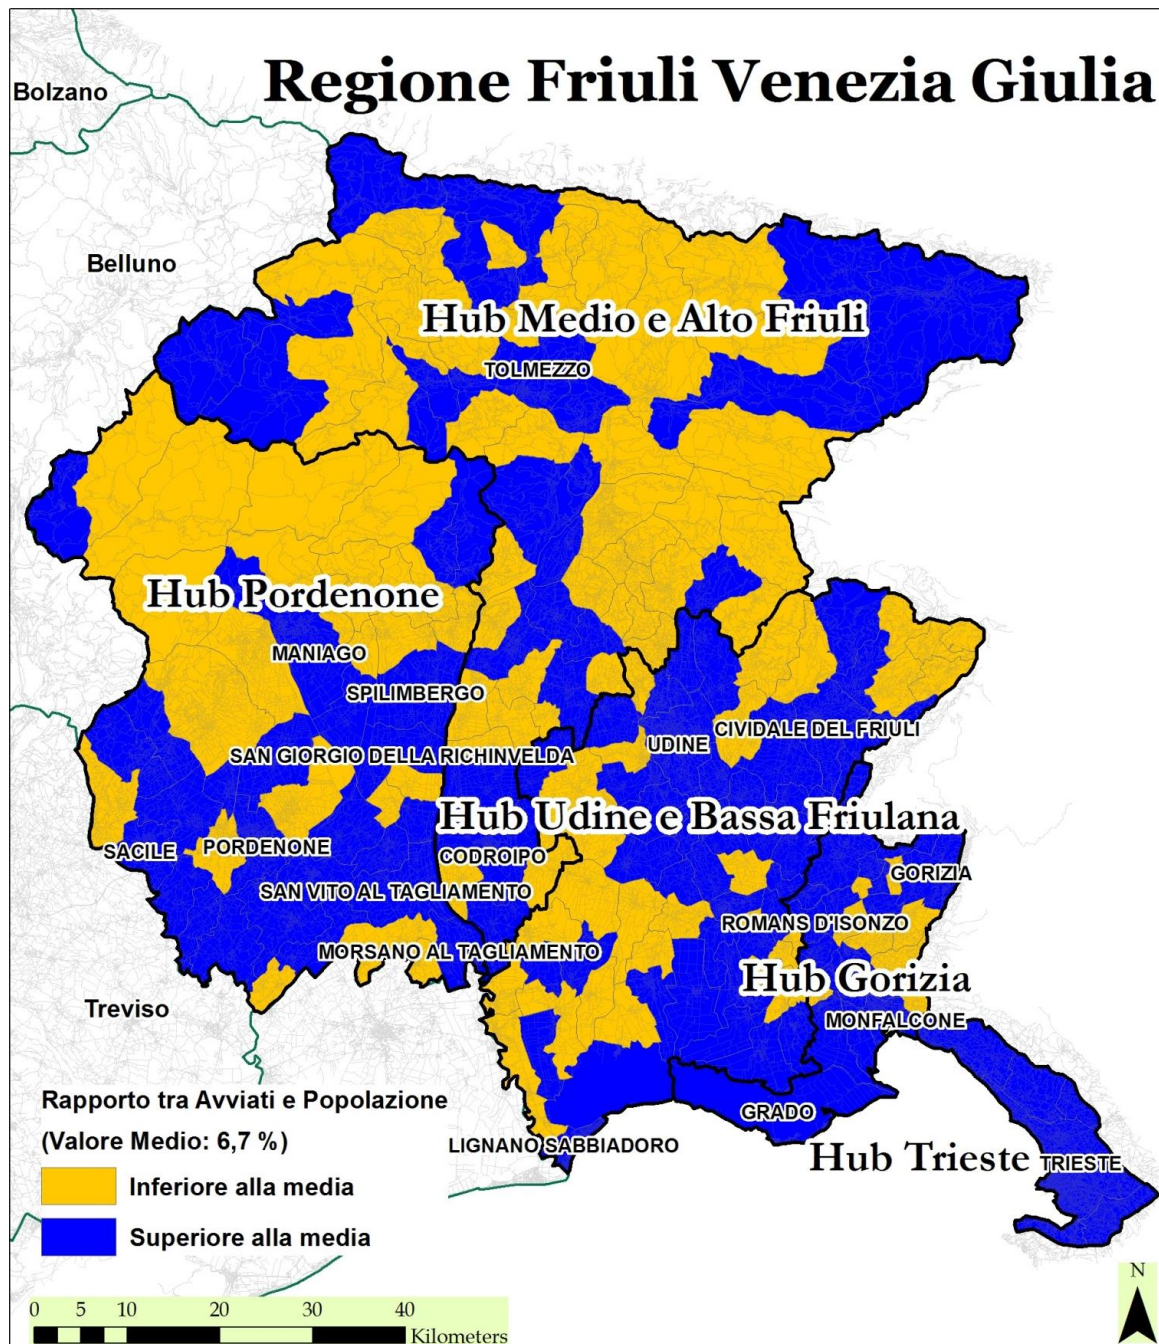 Regione Friuli Venezia Giulia
Bolzano
Belluno
Hub Medio e Alto Friuli
TOLMEZZO
Hub Pordenone
MANIAGO
SPILIMBERGO
CIVIDALE DEL FRIULI
UDINE
SAN GIORGIO DELLA RICHINVELDA
Hub Udine e Bassa Friulana
SACILE
PORDENONE
CODROIPO
GORIZIA
SAN VITO AL TAGLIAMENTO
ROMANS D'ISONZO
MORSANO AL TAGLIAMENTO
Hub Gorizia
Treviso
MONFALCONE
GRADO
LIGNANO SABBIADORO
Hub Trieste
TRIESTE
Rapporto tra Avviati e Popolazione
(Valore Medio: 6,7 %)
Inferiore alla media
Superiore alla media
0 5 10 20 30 40
Kilometers
N